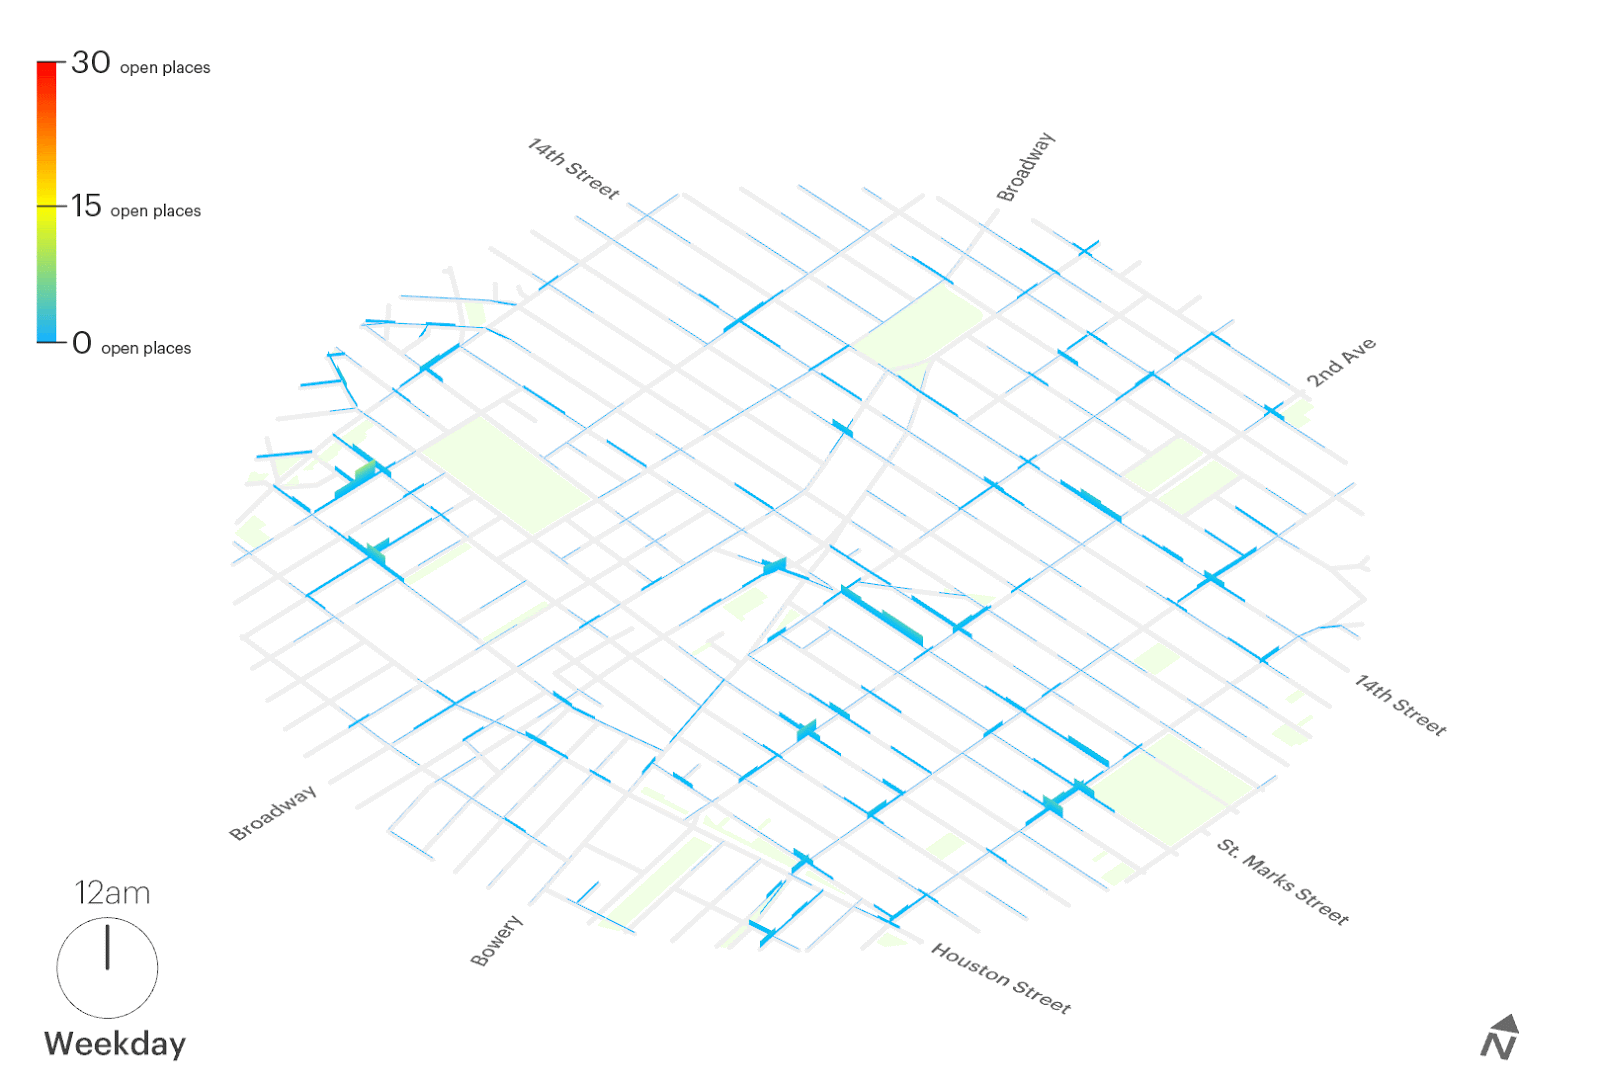 30 open places
15 open places
0 open places
14th Street
Broadway
2nd Ave
14th Street
St. Marks Street
Houston Street
Bowery
Broadway
12am
Weekday
N